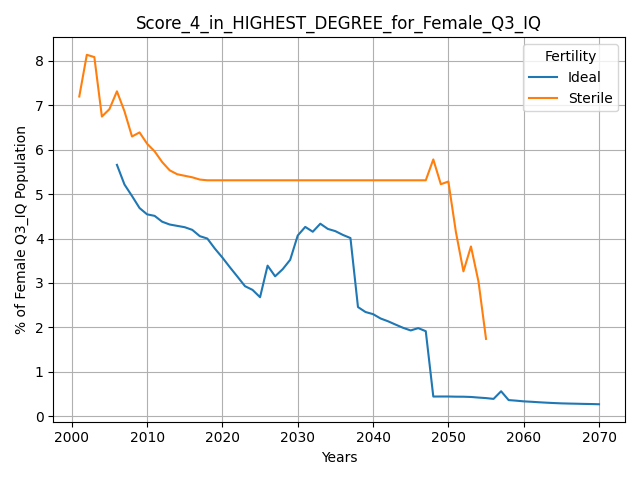 Score_4_in_HIGHEST_DEGREE_for_Female_Q3_IQ
Fertility
Ideal
Sterile
% of Female Q3_IQ Population
8
7
6
5
4
3
2
1
0
2000 2010 2020 2030 2040 2050 2060 2070
Years